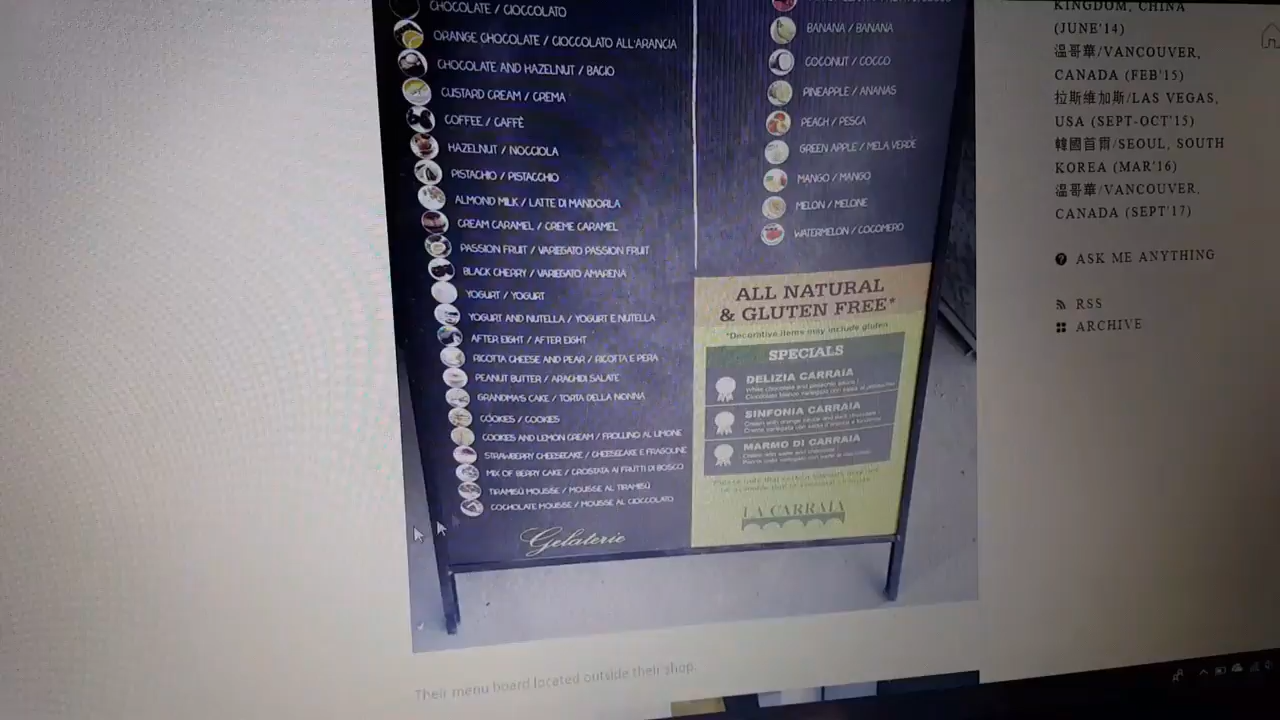 CHOCOLATE / CIOCCOLATO
ORANGE CHOCOLATE / CIOCCOLATO ALL'ARANCIA
CHOCOLATE AND HAZELNUT / BACIO
CUSTARD CREAM / CREMA
COFFEE / CAFFÈ
HAZELNUT / NOCCIOLA
PISTACHIO / PISTACCHIO
ALMOND MILK / LATTE DI MANDORLA
CREAM CARAMEL / CREME CARAMEL
PASSION FRUIT / VARIEGATO PASSION FRUIT
BLACK CHERRY / VARIEGATO AMARENA
YOGURT / YOGURT
YOGURT AND NUTELLA / YOGURT E NUTELLA
AFTER EIGHT / AFTER EIGHT
RICOTTA CHEESE AND PEAR / RICOTTA E PERA
PEANUT BUTTER / ARACHIDI SALATE
GRANDMA'S CAKE / TORTA DELLA NONNA
COOKIES / COOKIES
COOKIES AND LEMON CREAM / FROLLINO AL LIMONE
STRAWBERRY CHEESECAKE / CHEESECAKE E FRAGOLINE
MIX OF BERRY CAKE / CROSTATA AI FRUTTI DI BOSCO
TIRAMISÙ MOUSSE / MOUSSE AL TIRAMISÙ
COCHOLATE MOUSSE / MOUSSE AL CIOCCOLATO
Gelaterie
BANANA / BANANA
COCONUT / COCCO
PINEAPPLE / ANANAS
PEACH / PESCA
GREEN APPLE / MELA VERDE
MANGO / MANGO
MELON / MELONE
WATERMELON / COCOMERO
ALL NATURAL
& GLUTEN FREE*
*Decorative items may include gluten
SPECIALS
DELIZIA CARRAIA
White chocolate and pistachio sauce
SINFONIA CARRAIA
MARMO DI CARRAIA
LA CARRAIA
Their menu board located outside their shop.
KINGDOM, CHINA
(JUNE'14)
溫哥華/VANCOUVER,
CANADA (FEB'15)
拉斯維加斯/LAS VEGAS,
USA (SEPT-OCT'15)
韓國首爾/SEOUL, SOUTH
KOREA (MAR'16)
溫哥華/VANCOUVER,
CANADA (SEPT'17)
ASK ME ANYTHING
RSS
ARCHIVE